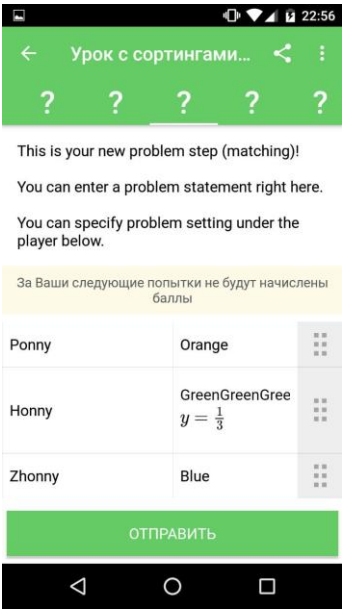 22:56
Урок с сортингами...
? ? ? ? ?
This is your new problem step (matching)!
You can enter a problem statement right here.
You can specify problem setting under the
player below.
За Ваши следующие попытки не будут начислены
баллы
Ponny Orange
Honny GreenGreenGree
y = 1/3
Zhonny Blue
ОТПРАВИТЬ